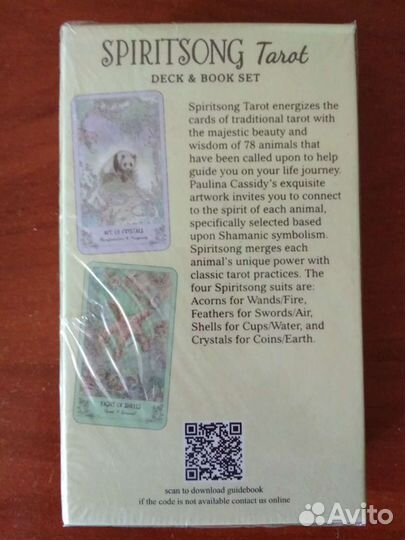 SPIRITSONG Tarot
DECK & BOOK SET
Spiritsong Tarot energizes the
cards of traditional tarot with
the majestic beauty and
wisdom of 78 animals that
have been called upon to help
guide you on your life journey.
Paulina Cassidy's exquisite
artwork invites you to connect
to the spirit of each animal,
specifically selected based
upon Shamanic symbolism.
Spiritsong merges each
animal's unique power with
classic tarot practices. The
four Spiritsong suits are:
Acorns for Wands/Fire,
Feathers for Swords/Air,
Shells for Cups/Water, and
Crystals for Coins/Earth.
OF CRYSTALS
EIGHT OF SHELLS
scan to download guidebook
if the code is not available contact us online
Avito